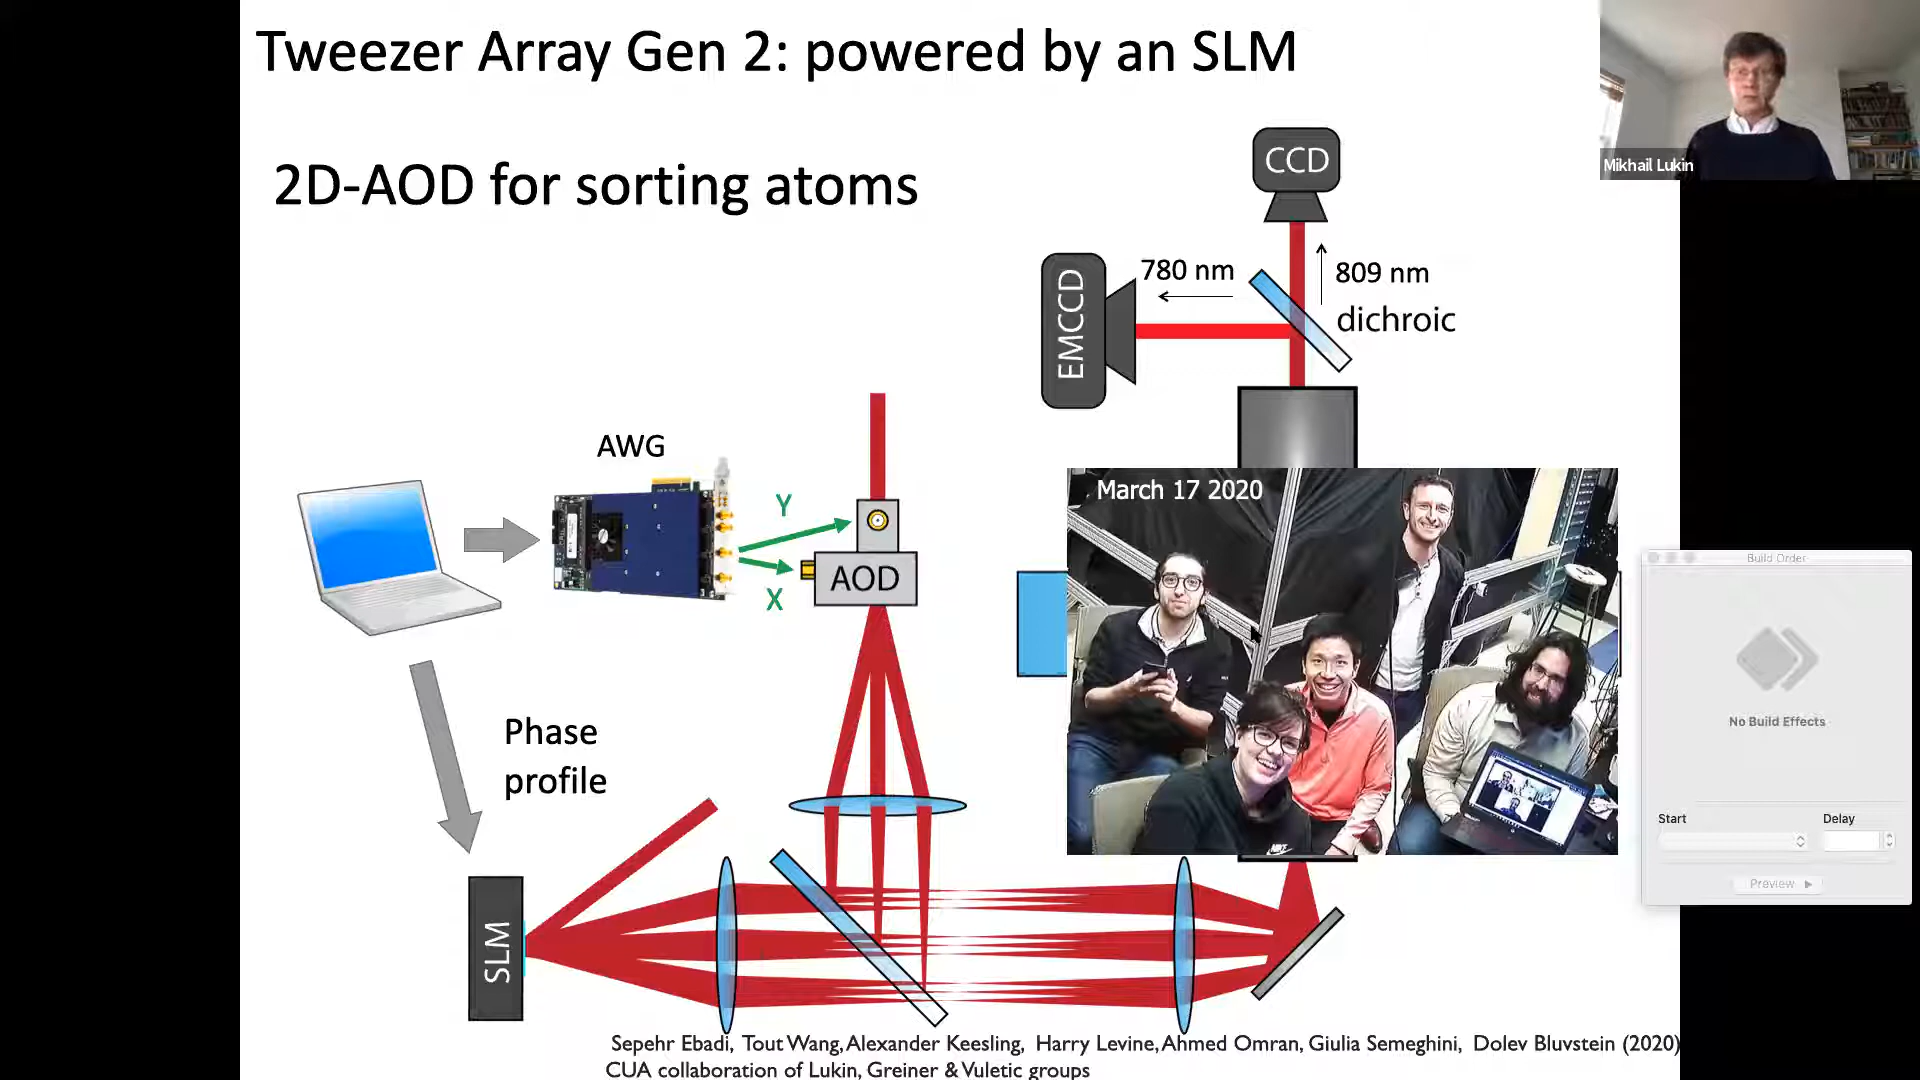 Tweezer Array Gen 2: powered by an SLM
Mikhail Lukin
2D-AOD for sorting atoms
CCD
EMCCD
780 nm
809 nm
dichroic
AWG
Y
X
AOD
March 17 2020
Build Order
No Build Effects
Start
Delay
Preview
Phase
profile
SLM
Sepehr Ebadi, Tout Wang, Alexander Keesling, Harry Levine, Ahmed Omran, Giulia Semeghini, Dolev Bluvstein (2020)
CUA collaboration of Lukin, Greiner & Vuletic groups